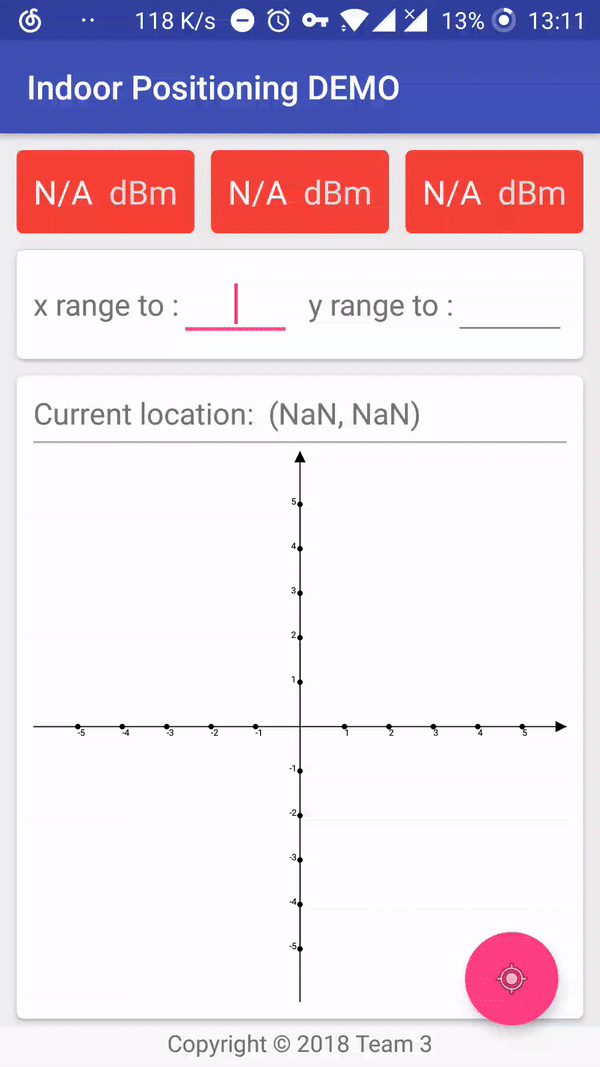 118 K/s 13% 13:11
Indoor Positioning DEMO
N/A dBm N/A dBm N/A dBm
x range to : y range to :
Current location: (NaN, NaN)
5
4
3
2
1
-5 -4 -3 -2 -1 1 2 3 4 5
-1
-2
-3
-4
-5
Copyright © 2018 Team 3